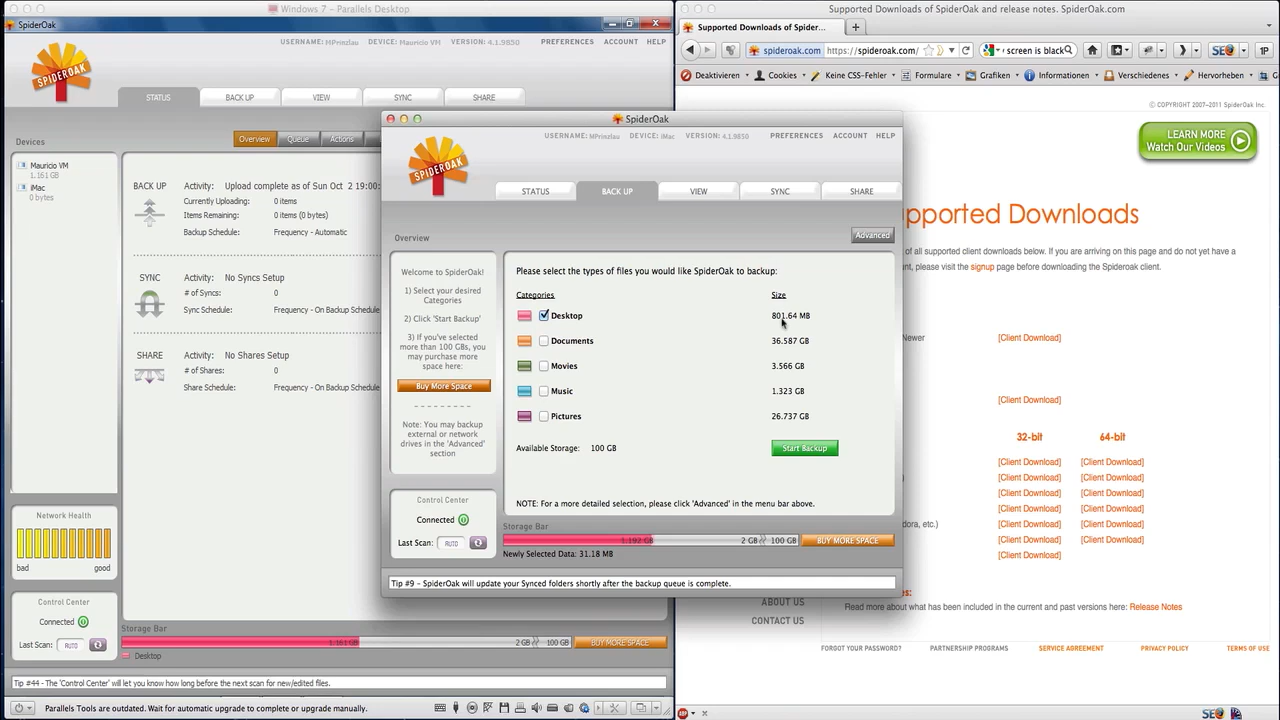 Windows 7 - Parallels Desktop
SpiderOak
SPIDEROAK
USERNAME: MPrinzlau DEVICE: Mauricio VM VERSION: 4.1.9850
PREFERENCES ACCOUNT HELP
STATUS BACK UP VIEW SYNC SHARE
Overview Queue Actions
Devices
Mauricio VM
1.161 GB
iMac
0 bytes
BACK UP
Activity: Upload complete as of Sun Oct 2 19:00:
Currently Uploading: 0 items
Items Remaining: 0 items (0 bytes)
Backup Schedule: Frequency - Automatic
SYNC
Activity: No Syncs Setup
# of Syncs: 0
Sync Schedule: Frequency - On Backup Schedule
SHARE
Activity: No Shares Setup
# of Shares: 0
Share Schedule: Frequency - On Backup Schedule
Network Health
bad good
Control Center
Connected
Last Scan: AUTO
Storage Bar
1.161 GB 2 GB 100 GB BUY MORE SPACE
Desktop
Tip #44 - The 'Control Center' will let you know how long before the next scan for new/edited files.
Parallels Tools are outdated. Wait for automatic upgrade to complete or upgrade manually.
SpiderOak
SPIDEROAK
USERNAME: MPrinzlau DEVICE: iMac VERSION: 4.1.9850
PREFERENCES ACCOUNT HELP
STATUS BACK UP VIEW SYNC SHARE
Overview
Advanced
Welcome to SpiderOak!
1) Select your desired
Categories
2) Click 'Start Backup'
3) If you've selected
more than 100 GBs, you
may purchase more
space here:
Buy More Space
Note: You may backup
external or network
drives in the 'Advanced'
section
Please select the types of files you would like SpiderOak to backup:
Categories Size
Desktop 801.64 MB
Documents 36.587 GB
Movies 3.566 GB
Music 1.323 GB
Pictures 26.737 GB
Available Storage: 100 GB
Start Backup
NOTE: For a more detailed selection, please click 'Advanced' in the menu bar above.
Control Center
Connected
Last Scan: AUTO
Storage Bar
1.192 GB 2 GB 100 GB BUY MORE SPACE
Newly Selected Data: 31.18 MB
Tip #9 - SpiderOak will update your Synced folders shortly after the backup queue is complete.
Supported Downloads of SpiderOak and release notes. SpiderOak.com
Supported Downloads of Spider...
spideroak.com https://spideroak.com/ screen is black
Deaktivieren Cookies Keine CSS-Fehler Formulare Grafiken Informationen Verschiedenes Hervorheben
© COPYRIGHT 2007-2011 SpiderOak Inc.
LEARN MORE
Watch Our Videos
pported Downloads
of all supported client downloads below. If you are arriving on this page and do not yet have a
unt, please visit the signup page before downloading the Spideroak client.
Newer [Client Download]
[Client Download]
32-bit 64-bit
[Client Download] [Client Download]
[Client Download] [Client Download]
[Client Download] [Client Download]
[Client Download] [Client Download]
dora, etc.) [Client Download] [Client Download]
[Client Download] [Client Download]
[Client Download]
es:
Read more about what has been included in the current and past versions here: Release Notes
ABOUT US
CONTACT US
FORGOT YOUR PASSWORD? PARTNERSHIP PROGRAMS SERVICE AGREEMENT PRIVACY POLICY TERMS OF USE
SEO